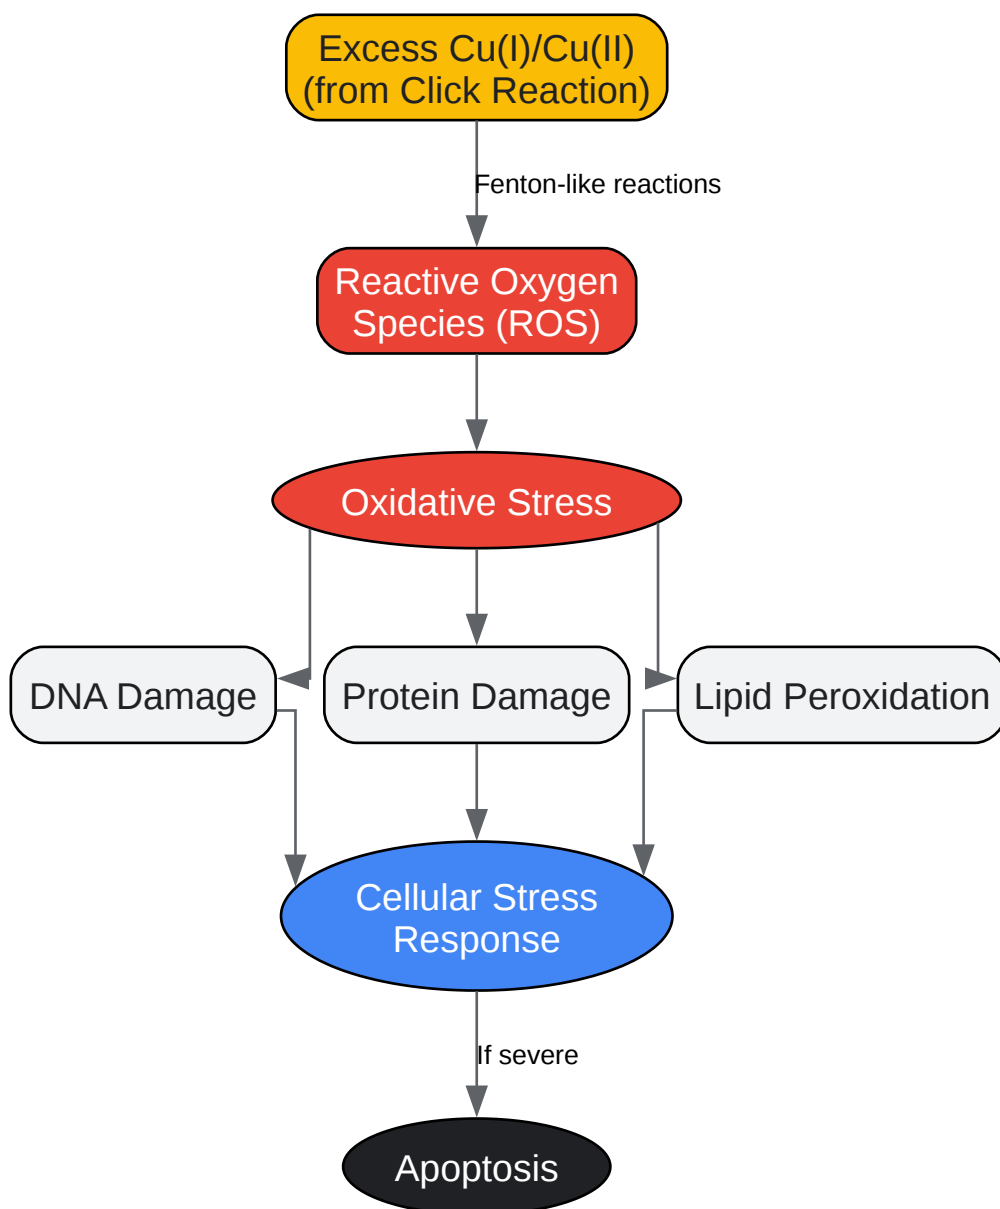 Excess Cu(I)/Cu(II)
(from Click Reaction)
Fenton-like reactions
Reactive Oxygen
Species (ROS)
Oxidative Stress
DNA Damage
Protein Damage
Lipid Peroxidation
Cellular Stress
Response
If severe
Apoptosis